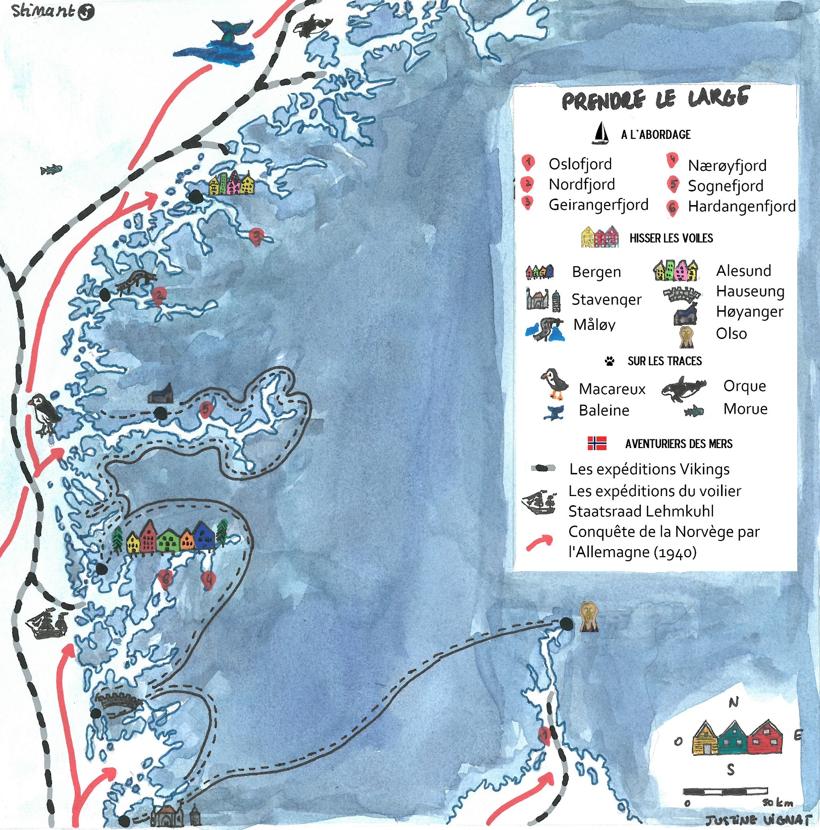 Stimant
PRENDRE LE LARGE
A L'ABORDAGE
1 Oslofjord
2 Nordfjord
3 Geirangerfjord
4 Nærøyfjord
5 Sognefjord
6 Hardangenfjord
HISSER LES VOILES
Bergen
Stavenger
Måløy
Alesund
Hauseung
Høyanger
Olso
SUR LES TRACES
Macareux
Baleine
Orque
Morue
AVENTURIERS DES MERS
Les expéditions Vikings
Les expéditions du voilier
Staatsraad Lehmkuhl
Conquête de la Norvège par
l'Allemagne (1940)
3
2
5
6
4
1
N
O
E
S
0
50 km
JUSTINE VIGNAT